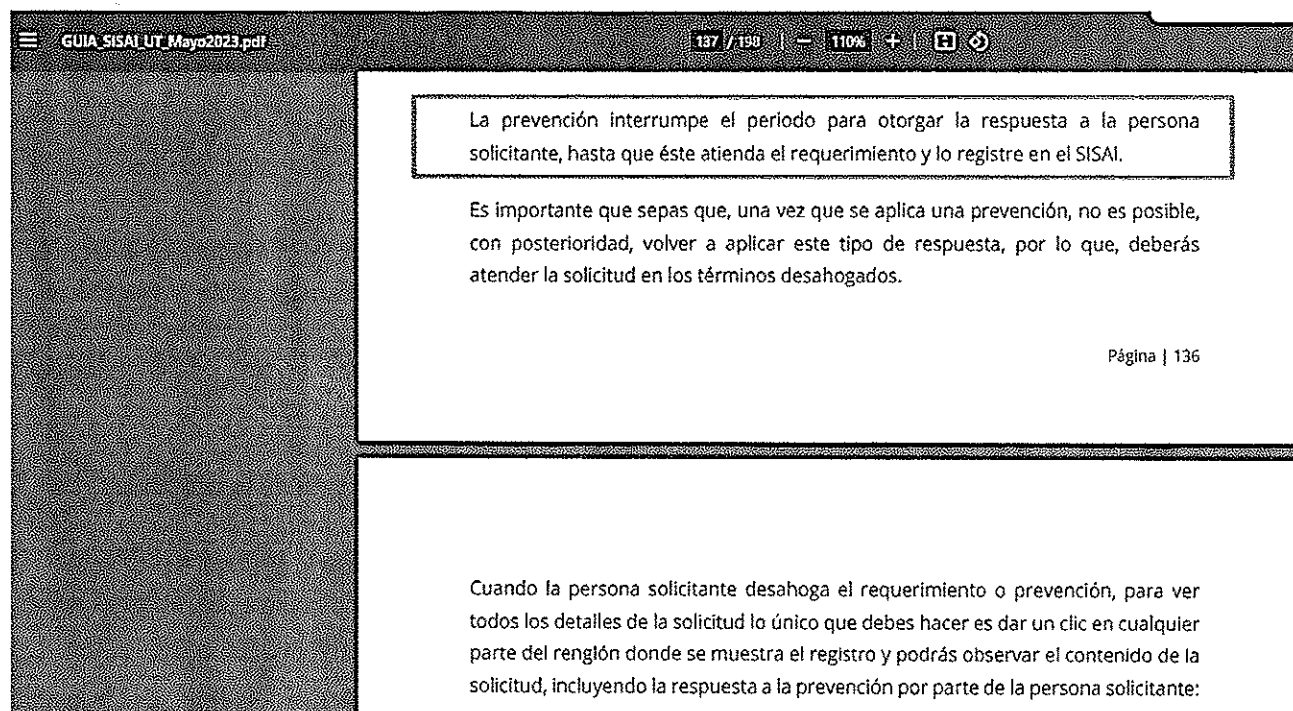 GUIA_SISAI_UT_Mayo2023.pdf
137 / 198 | — 110% + |
La prevención interrumpe el periodo para otorgar la respuesta a la persona
solicitante, hasta que éste atienda el requerimiento y lo registre en el SISAI.
Es importante que sepas que, una vez que se aplica una prevención, no es posible,
con posterioridad, volver a aplicar este tipo de respuesta, por lo que, deberás
atender la solicitud en los términos desahogados.
Página | 136
Cuando la persona solicitante desahoga el requerimiento o prevención, para ver
todos los detalles de la solicitud lo único que debes hacer es dar un clic en cualquier
parte del renglón donde se muestra el registro y podrás observar el contenido de la
solicitud, incluyendo la respuesta a la prevención por parte de la persona solicitante: